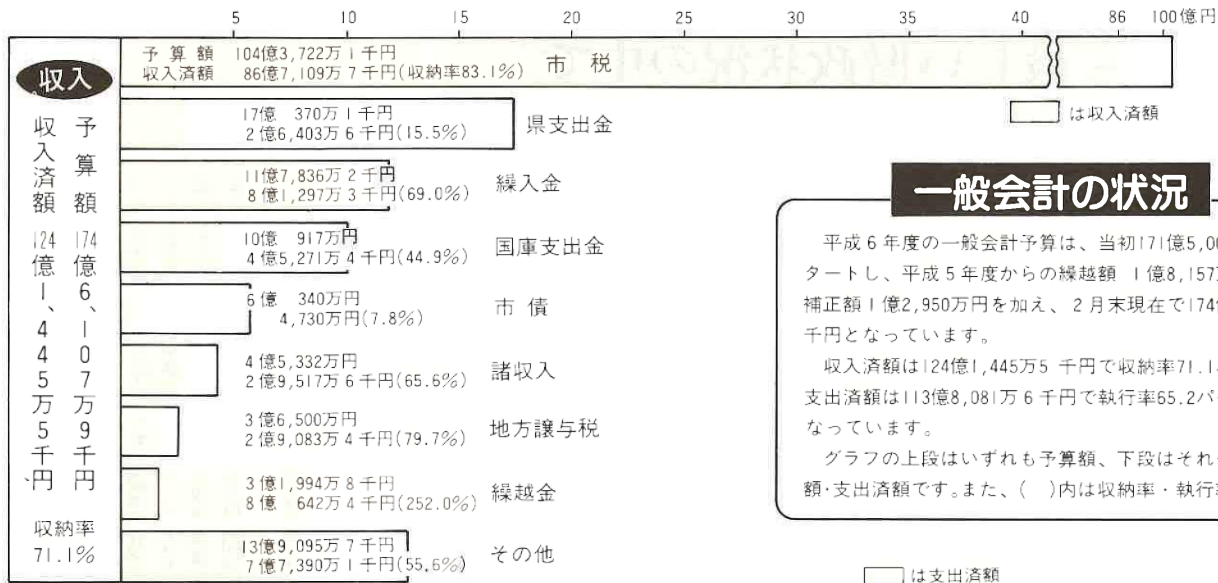 5 10 15 20 25 30 35 40 86 100億円
収入
予算額 174億6,107万9千円
収入済額 124億1,445万5千円
収納率
71.1%
予算額 104億3,722万1千円
収入済額 86億7,109万7千円(収納率83.1%)
市税
17億 370万1千円
2億6,403万6千円(15.5%)
県支出金
11億7,836万2千円
8億1,297万3千円(69.0%)
繰入金
10億 917万円
4億5,271万4千円(44.9%)
国庫支出金
6億 340万円
4,730万円(7.8%)
市債
4億5,332万円
2億9,517万6千円(65.6%)
諸収入
3億6,500万円
2億9,083万4千円(79.7%)
地方譲与税
3億1,994万8千円
8億 642万4千円(252.0%)
繰越金
13億9,095万7千円
7億7,390万1千円(55.6%)
その他
は収入済額
一般会計の状況
平成6年度の一般会計予算は、当初171億5,0
タートし、平成5年度からの繰越額 1億8,157
補正額1億2,950万円を加え、2月末現在で174
千円となっています。
収入済額は124億1,445万5千円で収納率71.1
支出済額は113億8,081万6千円で執行率65.2パ
なっています。
グラフの上段はいずれも予算額、下段はそれ
額・支出済額です。また、( )内は収納率・執行
は支出済額